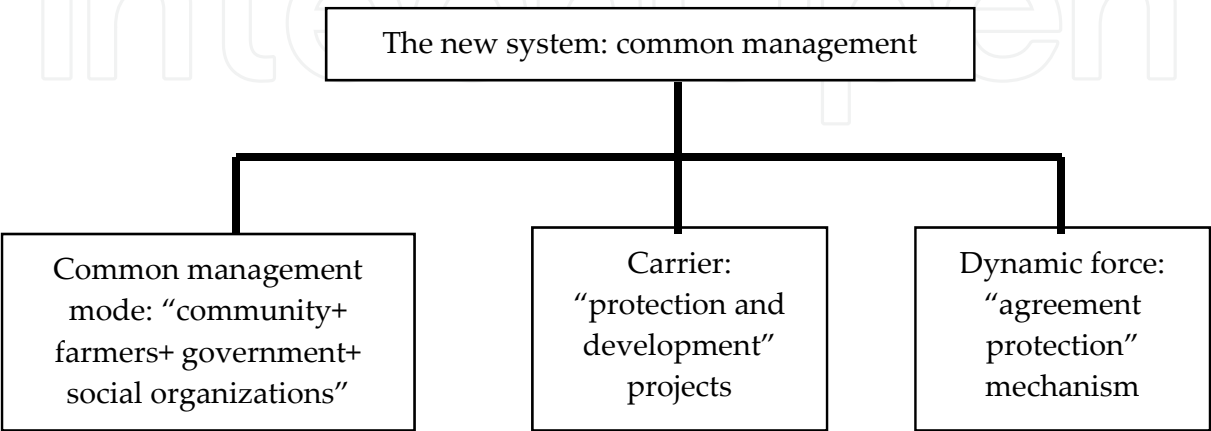 The new system: common management
Common management
mode: “community+
farmers+ government+
social organizations”
Carrier:
“protection and
development”
projects
Dynamic force:
“agreement
protection”
mechanism